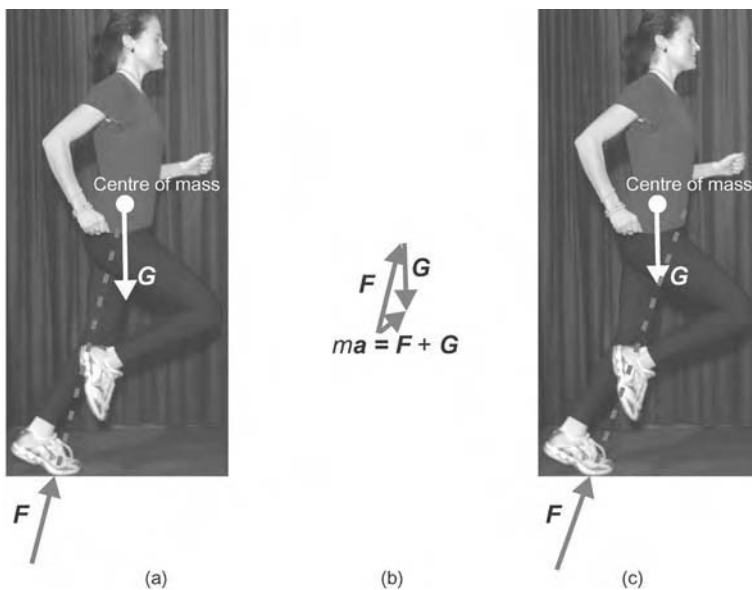 Centre of mass
G
F
(a)
F
G
ma = F + G
(b)
Centre of mass
G
F
(c)